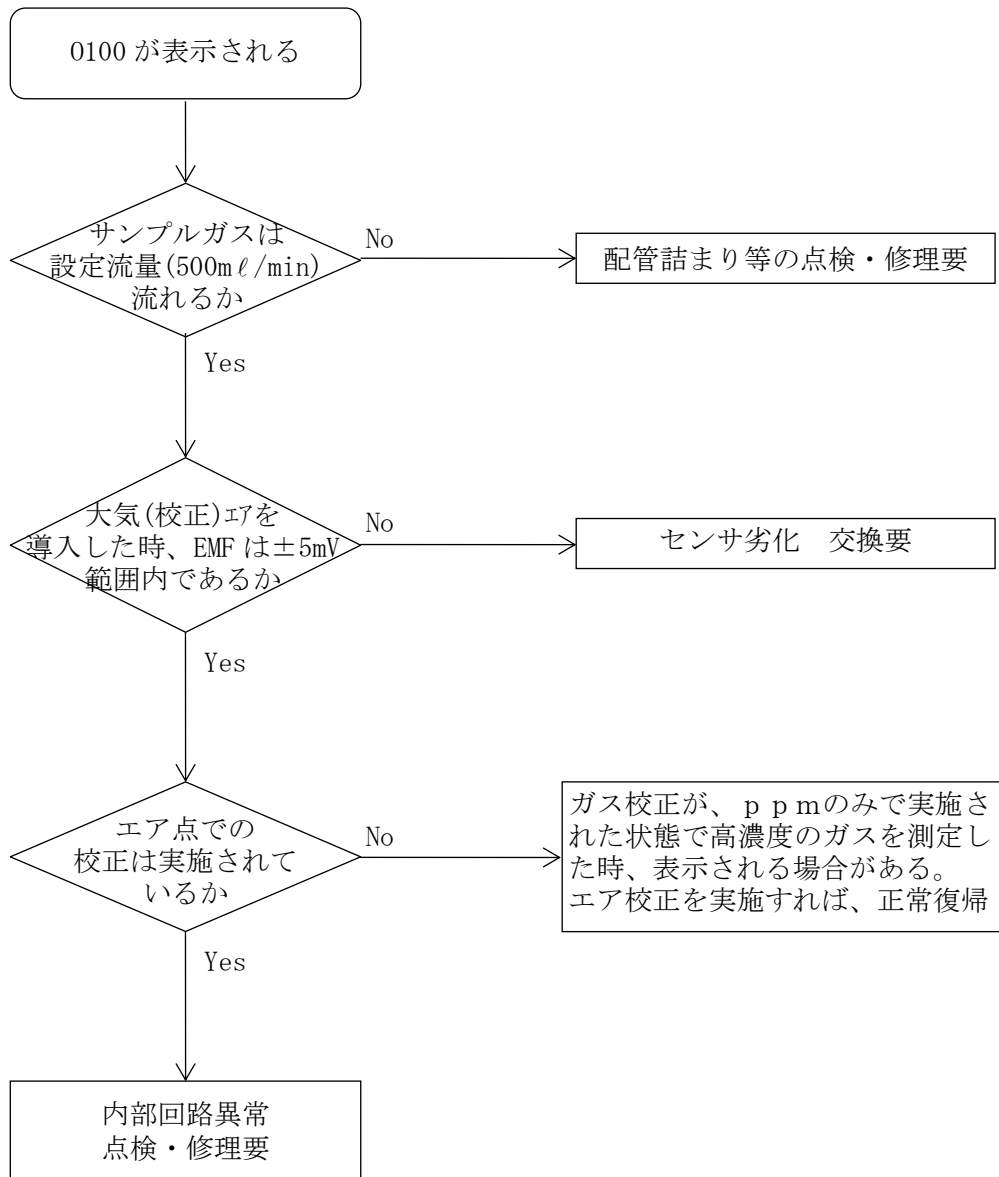 0100 が表示される
サンプルガスは
設定流量(500mℓ/min)
流れるか
No
配管詰まり等の点検・修理要
Yes
大気(校正)ｴｱを
導入した時、EMF は±5mV
範囲内であるか
No
センサ劣化　交換要
Yes
エア点での
校正は実施されて
いるか
No
ガス校正が、ｐｐｍのみで実施さ
れた状態で高濃度のガスを測定し
た時、表示される場合がある。
エア校正を実施すれば、正常復帰
Yes
内部回路異常
点検・修理要